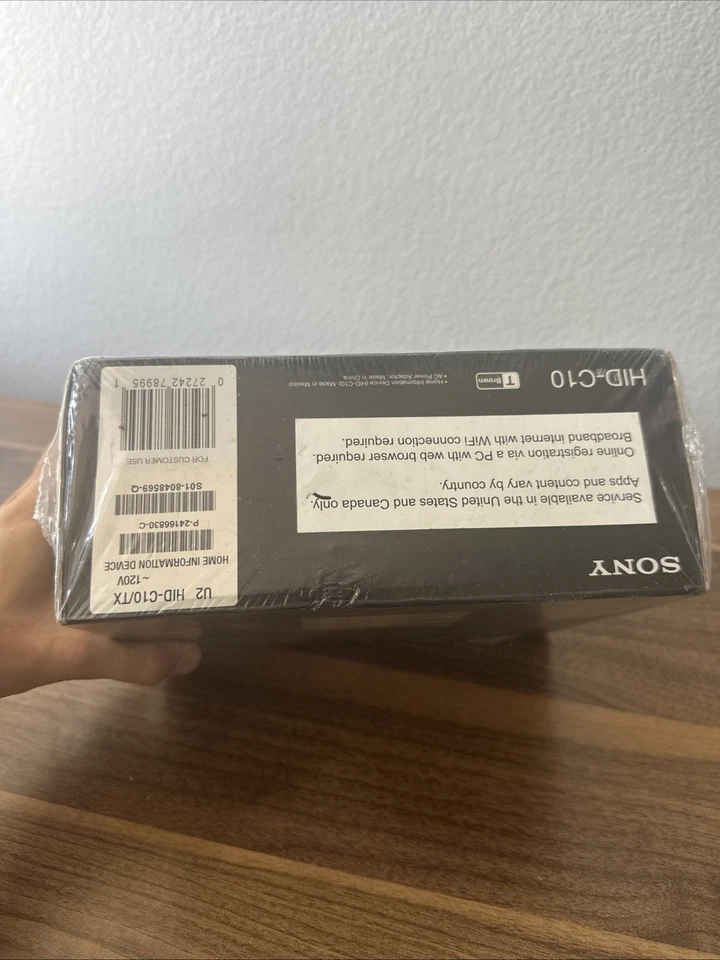 SONY
Service available in the United States and Canada only.
Apps and content vary by country.
Online registration via a PC with web browser required.
Broadband internet with WiFi connection required.
HID-C10
T Brown
• Home Information Device (HID-C10): Made in Mexico
• AC Power Adaptor: Made in China
U2 HID-C10/TX
~120V
HOME INFORMATION DEVICE
P-24166830-C
S01-8048569-Q
FOR CUSTOMER USE
0 27242 78995 1